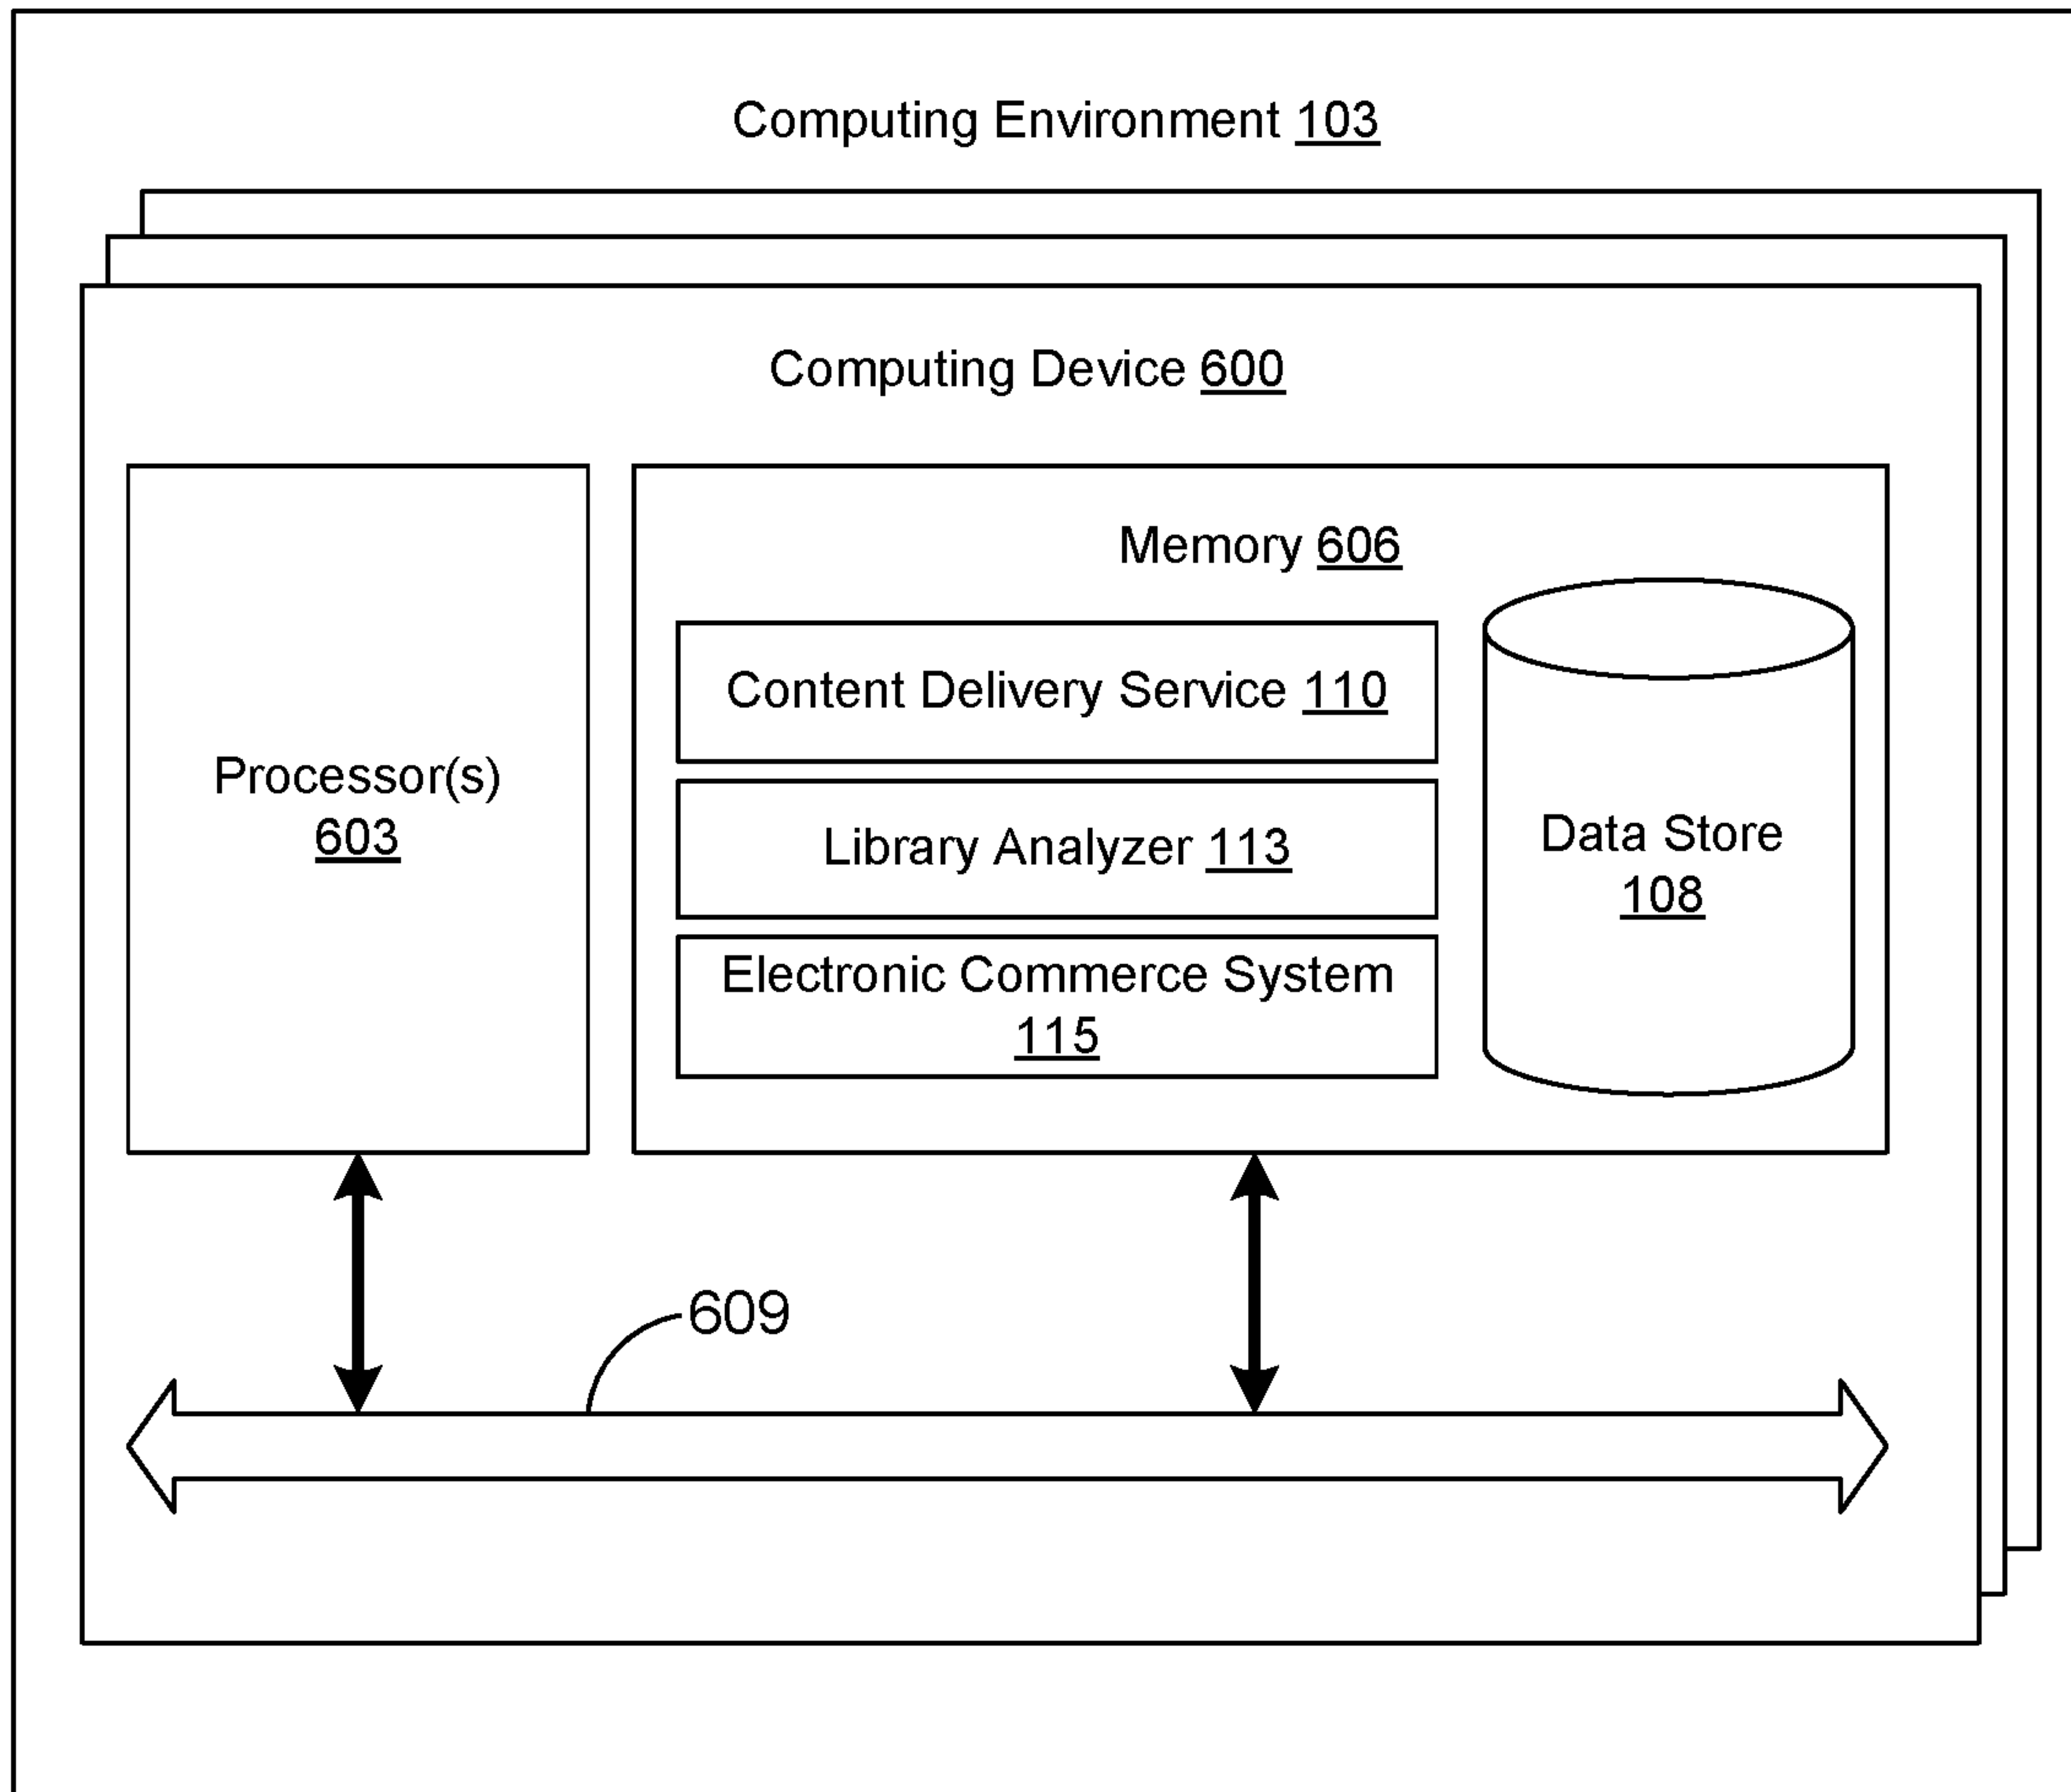 Computing Environment 103
Computing Device 600
Memory 606
Content Delivery Service 110
Processor(s)
603
Library Analyzer 113
Data Store
108
Electronic Commerce System
115
609